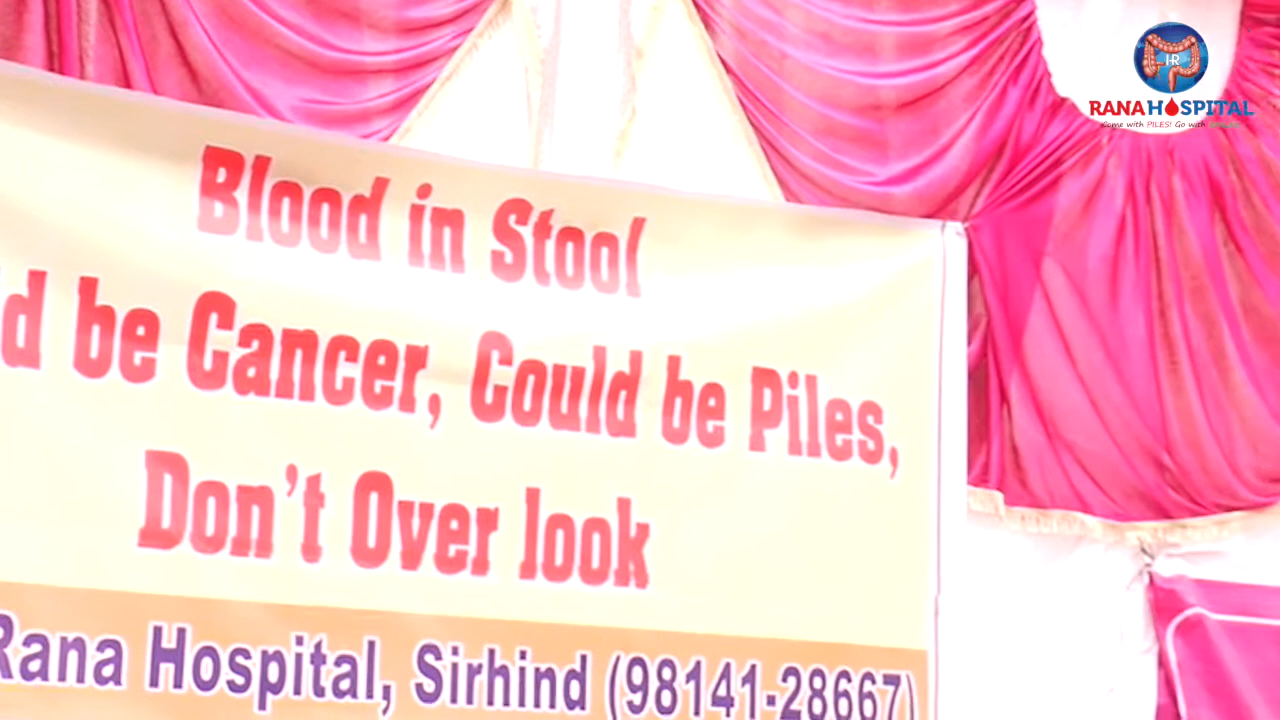 HR
RANA HOSPITAL
Come with PILES! Go with
Blood in Stool
d be Cancer, Could be Piles,
Don't Over look
Rana Hospital, Sirhind (98141-28667)